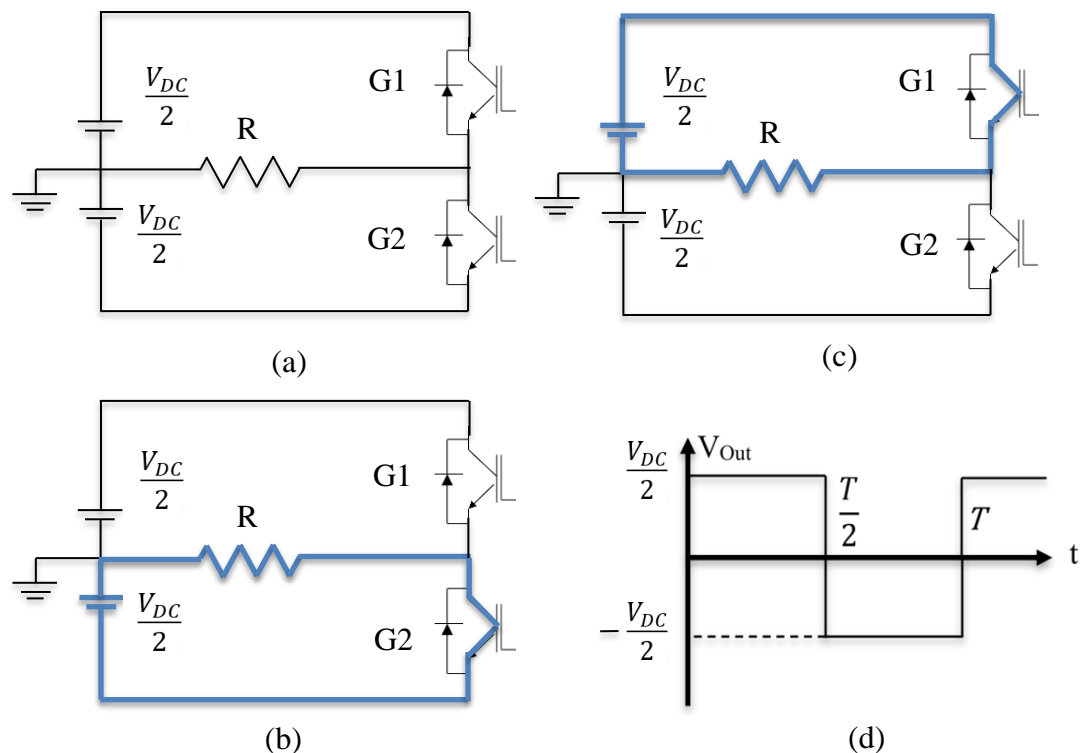 G1
V_DC/2
R
V_DC/2
G2
(a)
G1
V_DC/2
R
V_DC/2
G2
(c)
V_DC/2
G1
R
V_DC/2
G2
(b)
V_Out
V_DC/2
T/2
T
t
− V_DC/2
(d)